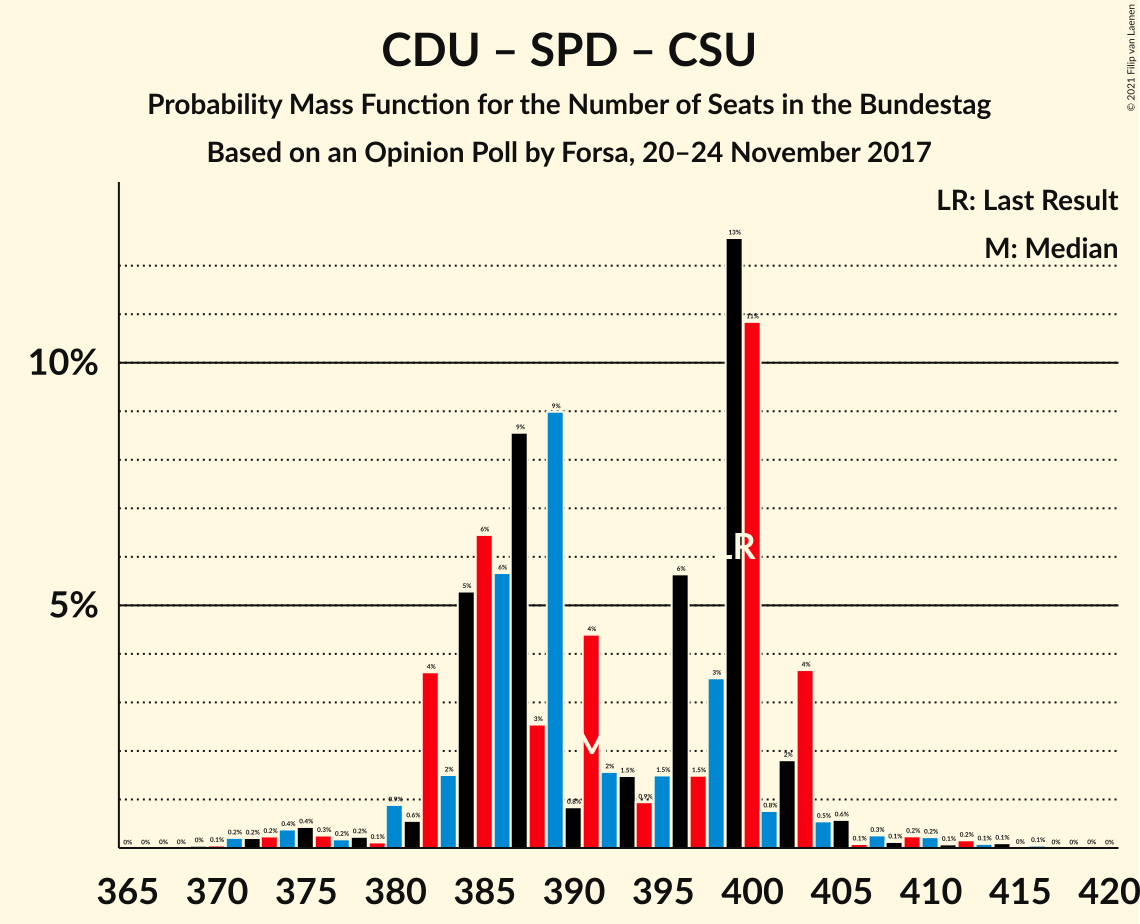 CDU – SPD – CSU
Probability Mass Function for the Number of Seats in the Bundestag
Based on an Opinion Poll by Forsa, 20–24 November 2017
© 2021 Filip van Laenen
LR: Last Result
M: Median
10%
5%
0% 0% 0% 0% 0% 0.1% 0.2% 0.2% 0.2% 0.4% 0.4% 0.3% 0.2% 0.2% 0.1% 0.9% 0.6% 4% 2% 5% 6% 6% 9% 3% 9% 0.8% 4% 2% 1.5% 0.9% 1.5% 6% 1.5% 3% 13% 11% 0.8% 2% 4% 0.5% 0.6% 0.1% 0.3% 0.1% 0.2% 0.2% 0.1% 0.2% 0.1% 0.1% 0% 0.1% 0% 0% 0% 0%
LR
M
365 370 375 380 385 390 395 400 405 410 415 420